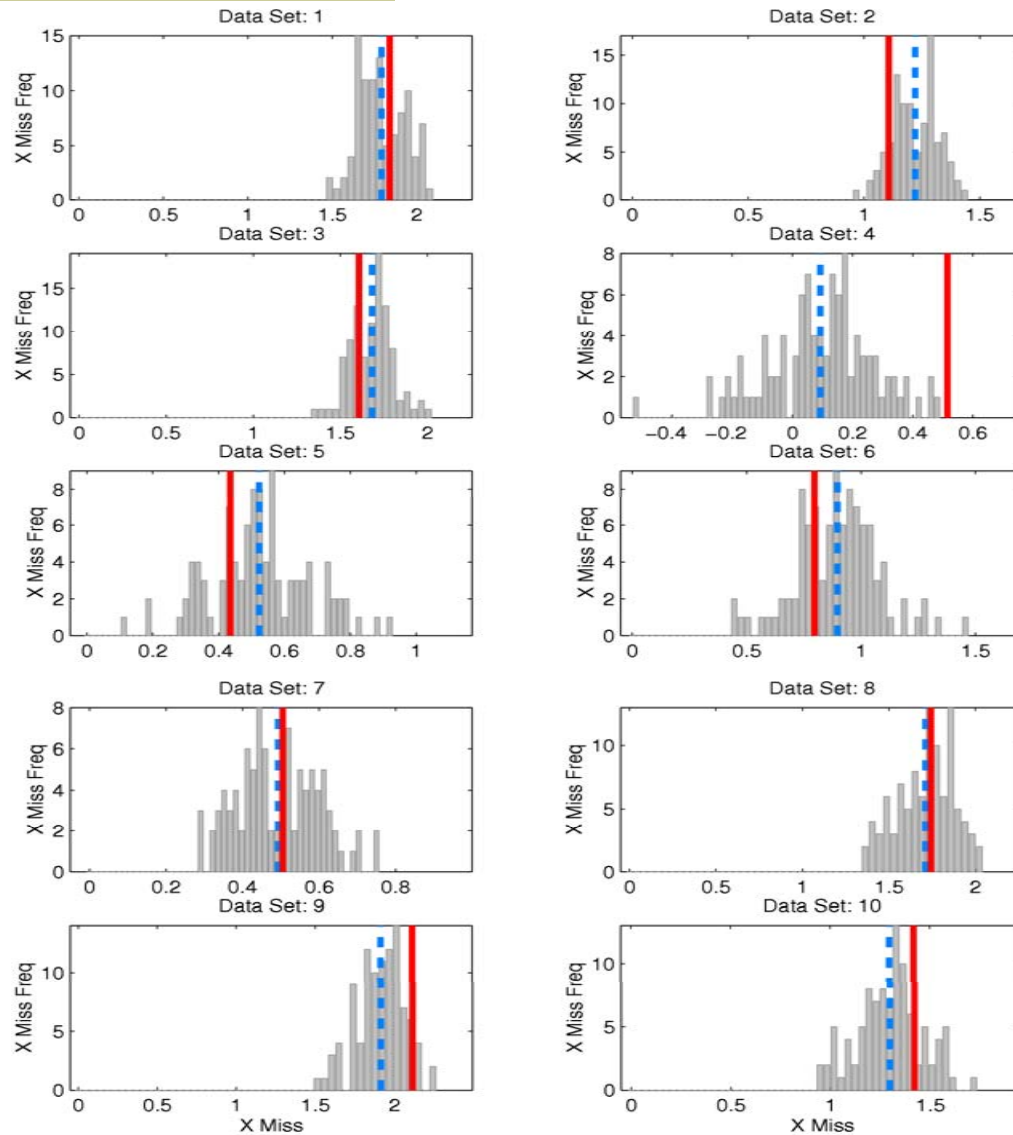 Data Set: 1
15
10
5
0
X Miss Freq
0 0.5 1 1.5 2
Data Set: 2
15
10
5
0
X Miss Freq
0 0.5 1 1.5
Data Set: 3
15
10
5
0
X Miss Freq
0 0.5 1 1.5 2
Data Set: 4
8
6
4
2
0
X Miss Freq
−0.4 −0.2 0 0.2 0.4 0.6
Data Set: 5
8
6
4
2
0
X Miss Freq
0 0.2 0.4 0.6 0.8 1
Data Set: 6
8
6
4
2
0
X Miss Freq
0 0.5 1 1.5
Data Set: 7
8
6
4
2
0
X Miss Freq
0 0.2 0.4 0.6 0.8
Data Set: 8
10
5
0
X Miss Freq
0 0.5 1 1.5 2
Data Set: 9
10
5
0
X Miss Freq
0 0.5 1 1.5 2
X Miss
Data Set: 10
10
5
0
X Miss Freq
0 0.5 1 1.5
X Miss